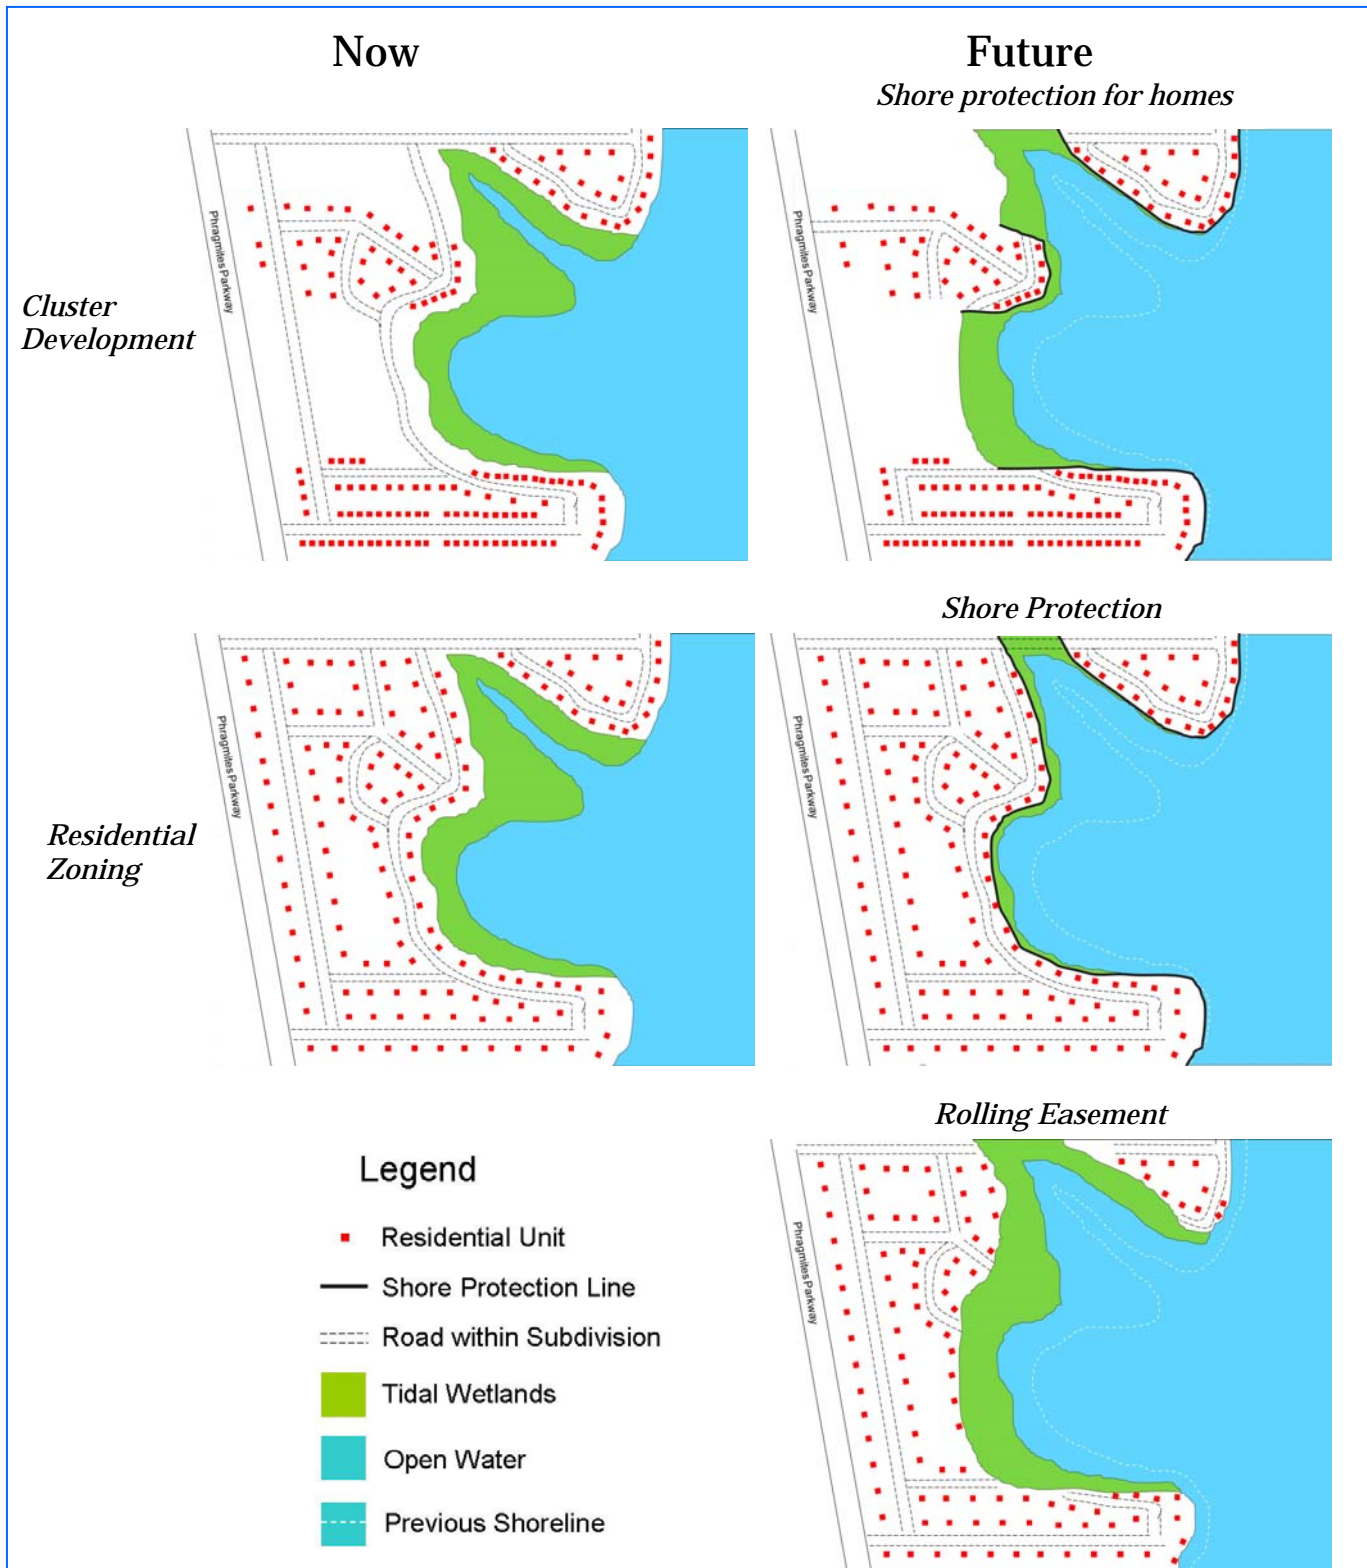 Now
Future
Shore protection for homes
Phragmites Parkway
Phragmites Parkway
Cluster
Development
Shore Protection
Phragmites Parkway
Phragmites Parkway
Residential
Zoning
Rolling Easement
Phragmites Parkway
Legend
Residential Unit
Shore Protection Line
Road within Subdivision
Tidal Wetlands
Open Water
Previous Shoreline